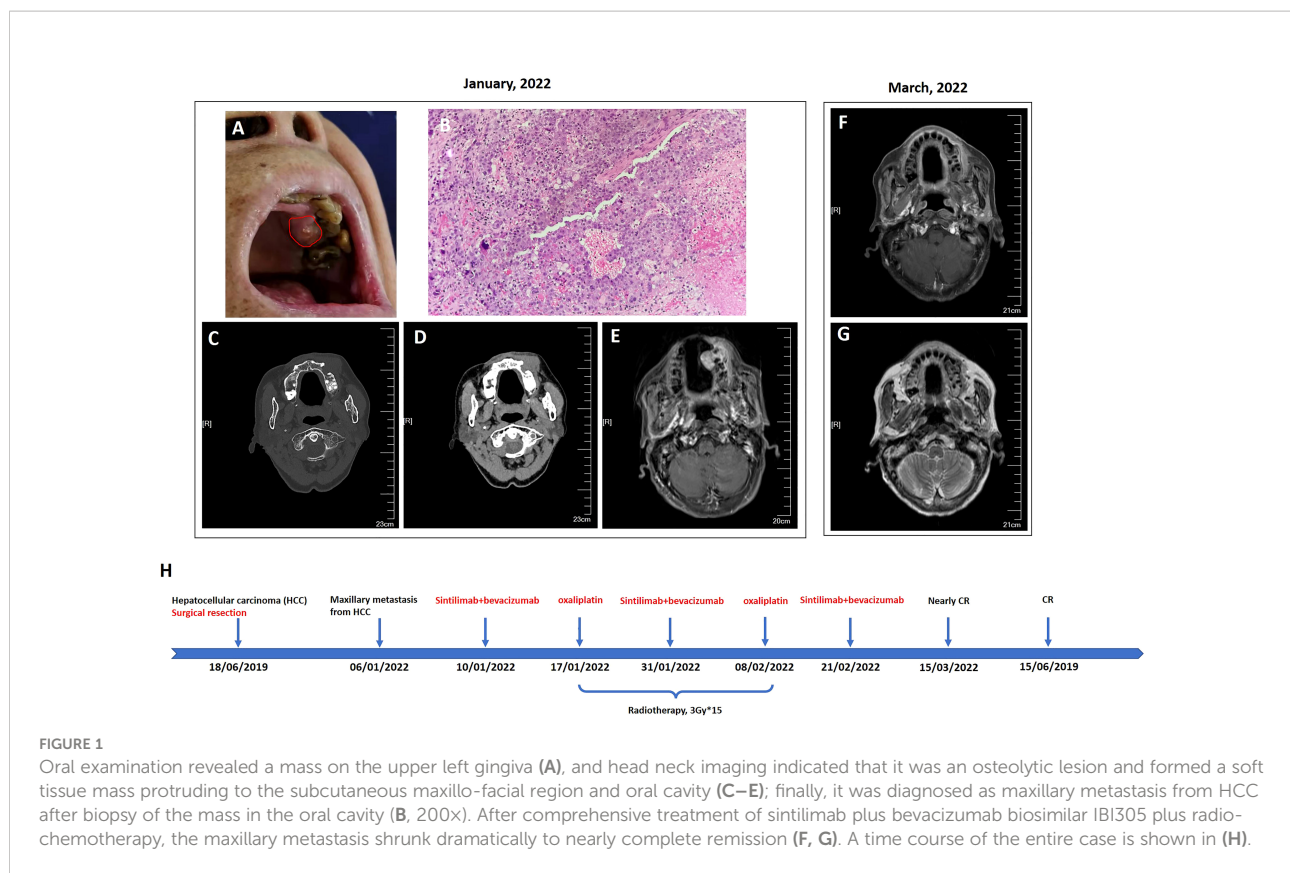 January, 2022
March, 2022
A
B
C
[R]
23cm
D
[R]
23cm
E
[R]
20cm
F
[R]
21cm
G
[R]
21cm
H
Hepatocellular carcinoma (HCC)
Surgical resection
Maxillary metastasis
from HCC
Sintilimab+bevacizumab
oxaliplatin
Sintilimab+bevacizumab
oxaliplatin
Sintilimab+bevacizumab
Nearly CR
CR
18/06/2019
06/01/2022
10/01/2022
17/01/2022
31/01/2022
08/02/2022
21/02/2022
15/03/2022
15/06/2019
Radiotherapy, 3Gy*15
FIGURE 1
Oral examination revealed a mass on the upper left gingiva (A), and head neck imaging indicated that it was an osteolytic lesion and formed a soft
tissue mass protruding to the subcutaneous maxillo-facial region and oral cavity (C–E); finally, it was diagnosed as maxillary metastasis from HCC
after biopsy of the mass in the oral cavity (B, 200×). After comprehensive treatment of sintilimab plus bevacizumab biosimilar IBI305 plus radio-
chemotherapy, the maxillary metastasis shrunk dramatically to nearly complete remission (F, G). A time course of the entire case is shown in (H).